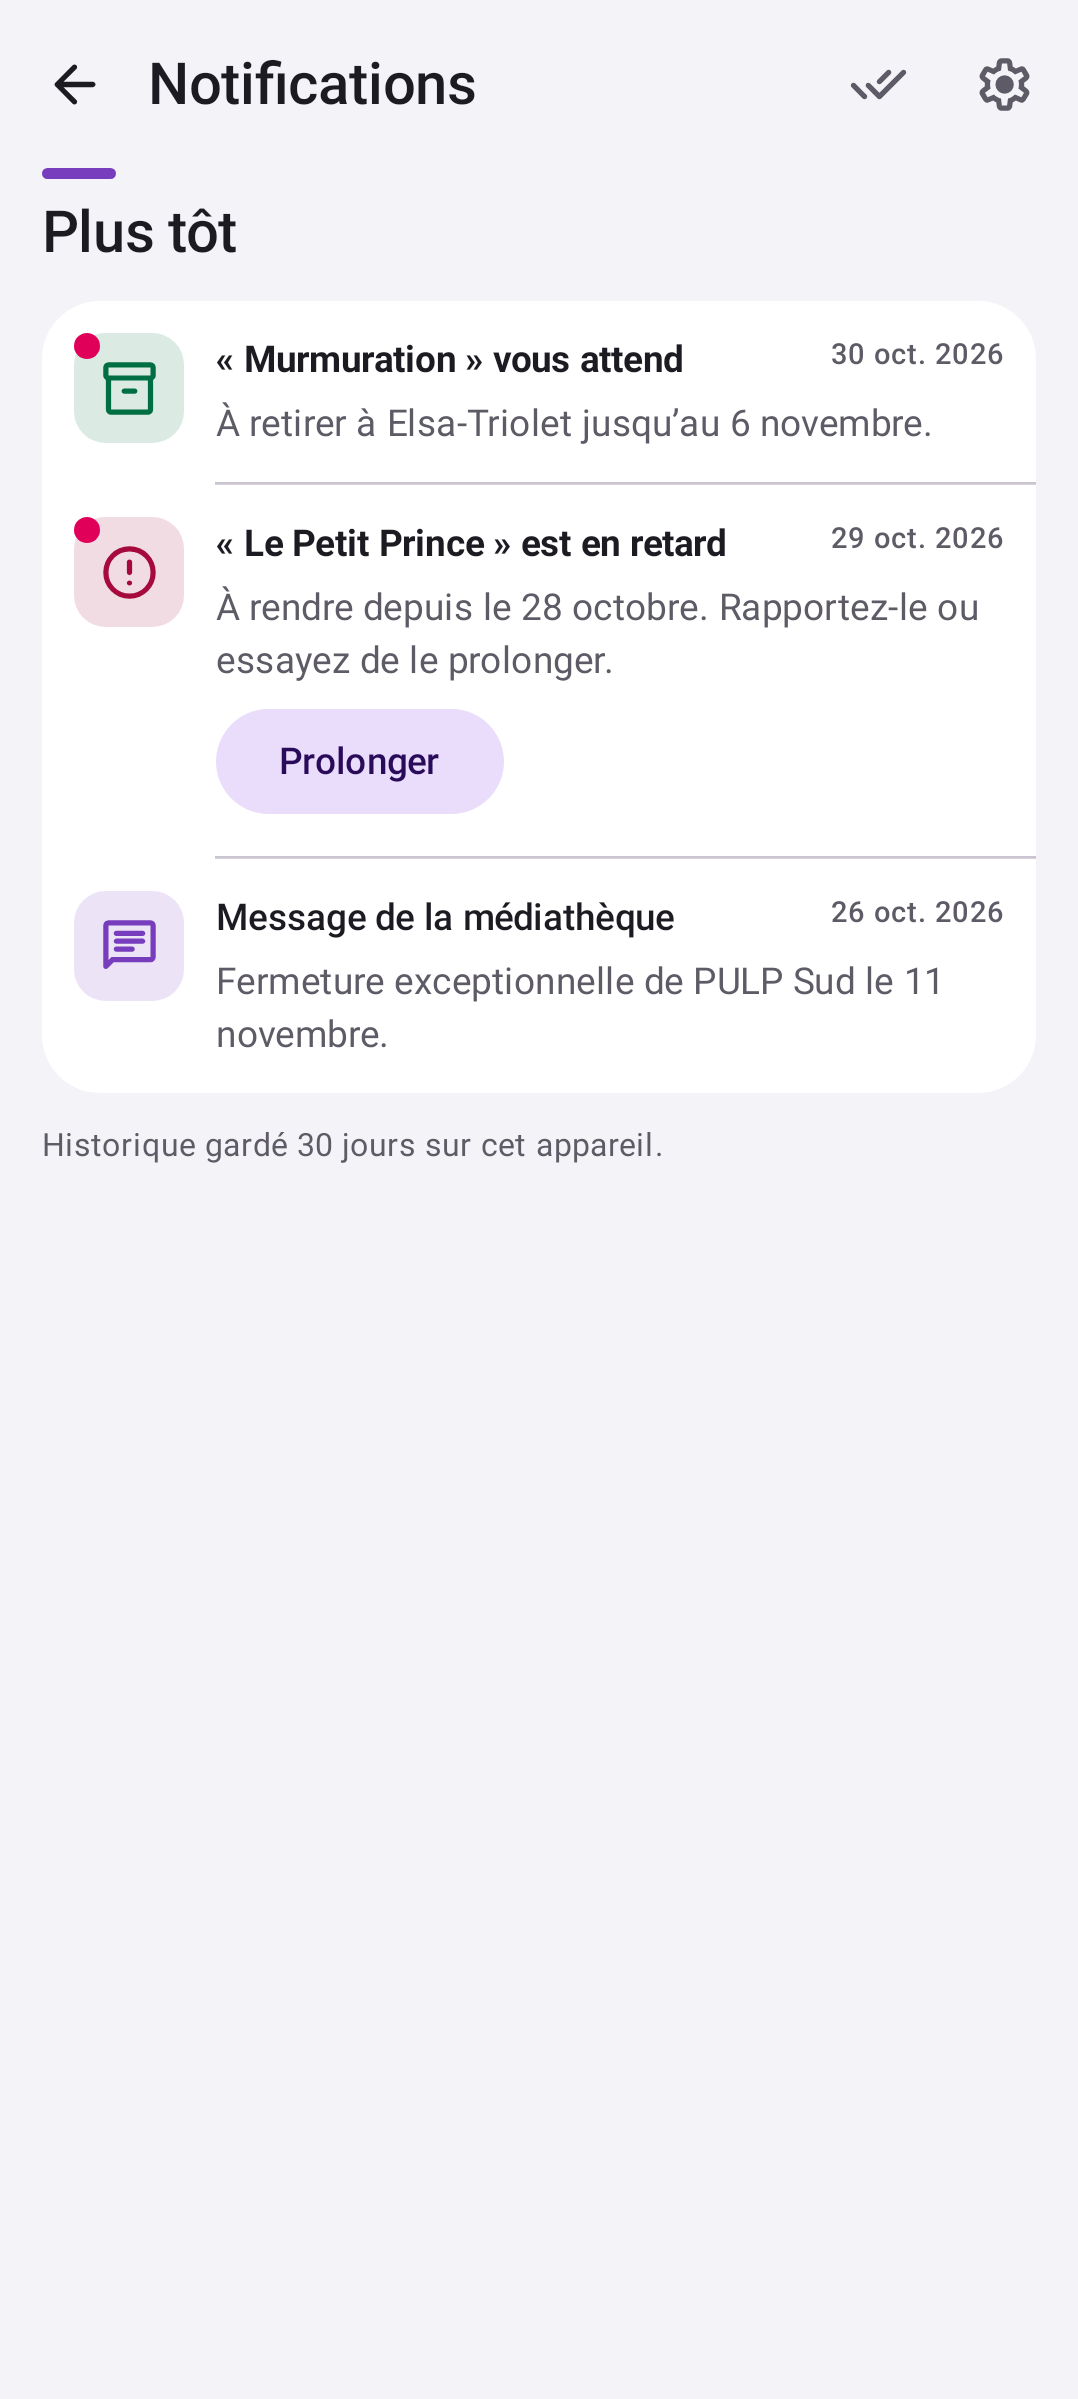 Notifications
Plus tôt
« Murmuration » vous attend
30 oct. 2026
À retirer à Elsa-Triolet jusqu’au 6 novembre.
« Le Petit Prince » est en retard
29 oct. 2026
À rendre depuis le 28 octobre. Rapportez-le ou
essayez de le prolonger.
Prolonger
Message de la médiathèque
26 oct. 2026
Fermeture exceptionnelle de PULP Sud le 11
novembre.
Historique gardé 30 jours sur cet appareil.